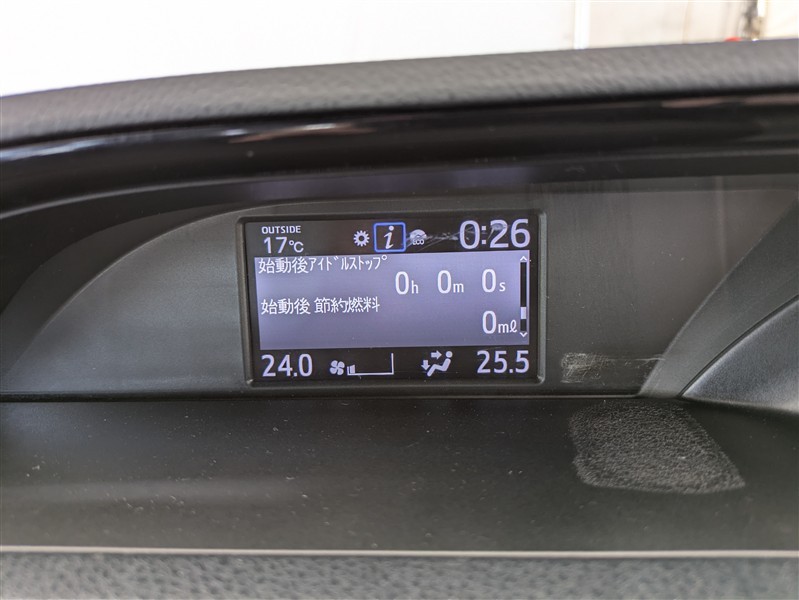 OUTSIDE
17℃
i
ECO
0:26
始動後ｱｲﾄﾞﾙｽﾄｯﾌﾟ
0h 0m 0s
始動後 節約燃料
0mℓ
24.0
25.5